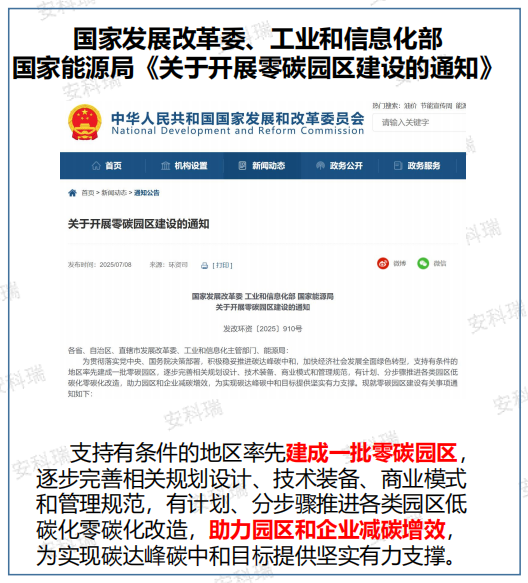 国家发展改革委、工业和信息化部
国家能源局《关于开展零碳园区建设的通知》
热门搜索：油价 节能宣传周 能源
中华人民共和国国家发展和改革委员会
National Development and Reform Commission
请输入关键字
首页
机构设置
新闻动态
政务公开
政务服务
首页 > 新闻动态 > 通知公告
关于开展零碳园区建设的通知
发布时间：2025/07/08 来源：环资司 [ 打印 ]
微博 微信
国家发展改革委 工业和信息化部 国家能源局
关于开展零碳园区建设的通知
发改环资〔2025〕910号
各省、自治区、直辖市发展改革委、工业和信息化主管部门、能源局：
为贯彻落实党中央、国务院决策部署，积极稳妥推进碳达峰碳中和，加快经济社会发展全面绿色转型，支持有条件的
地区率先建成一批零碳园区，逐步完善相关规划设计、技术装备、商业模式和管理规范，有计划、分步骤推进各类园区低
碳化零碳化改造，助力园区和企业减碳增效，为实现碳达峰碳中和目标提供坚实有力支撑。现就零碳园区建设有关事项通
知如下：
支持有条件的地区率先建成一批零碳园区，
逐步完善相关规划设计、技术装备、商业模式
和管理规范，有计划、分步骤推进各类园区低
碳化零碳化改造，助力园区和企业减碳增效，
为实现碳达峰碳中和目标提供坚实有力支撑。
安科瑞